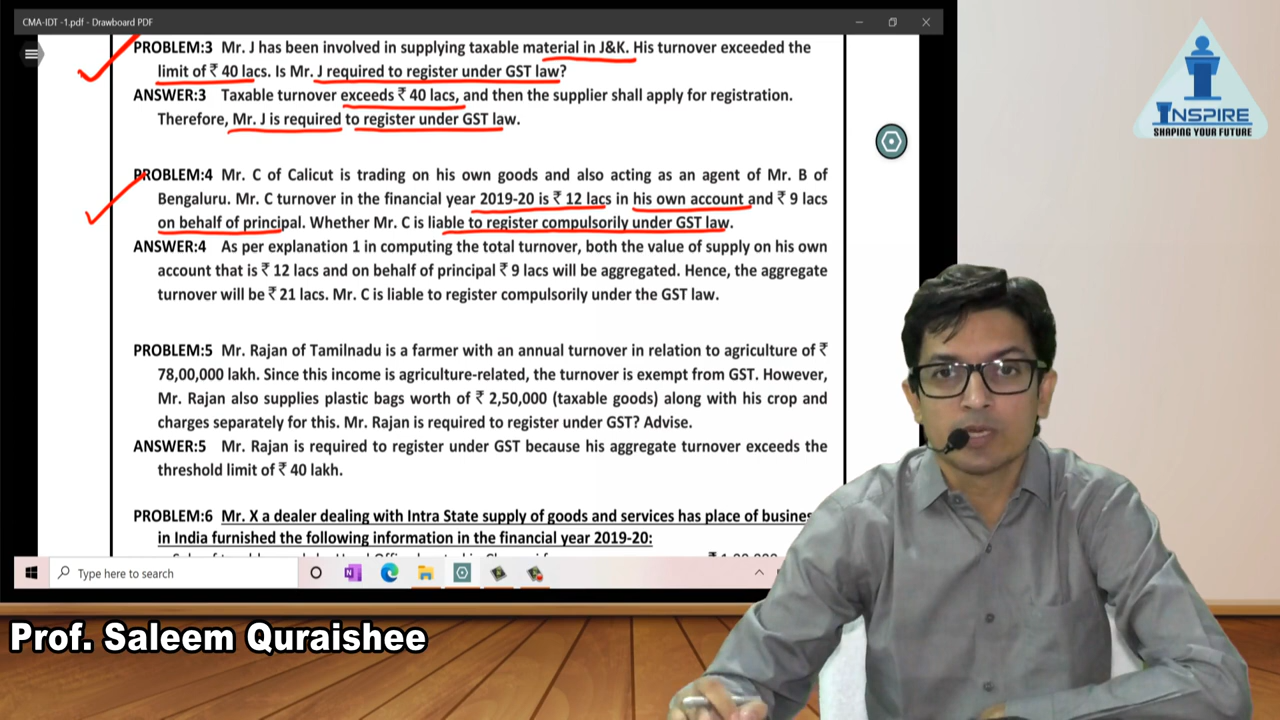 CMA-IDT -1.pdf - Drawboard PDF
PROBLEM:3 Mr. J has been involved in supplying taxable material in J&K. His turnover exceeded the
limit of ₹ 40 lacs. Is Mr. J required to register under GST law?
ANSWER:3 Taxable turnover exceeds ₹ 40 lacs, and then the supplier shall apply for registration.
Therefore, Mr. J is required to register under GST law.
PROBLEM:4 Mr. C of Calicut is trading on his own goods and also acting as an agent of Mr. B of
Bengaluru. Mr. C turnover in the financial year 2019-20 is ₹ 12 lacs in his own account and ₹ 9 lacs
on behalf of principal. Whether Mr. C is liable to register compulsorily under GST law.
ANSWER:4 As per explanation 1 in computing the total turnover, both the value of supply on his own
account that is ₹ 12 lacs and on behalf of principal ₹ 9 lacs will be aggregated. Hence, the aggregate
turnover will be ₹ 21 lacs. Mr. C is liable to register compulsorily under the GST law.
PROBLEM:5 Mr. Rajan of Tamilnadu is a farmer with an annual turnover in relation to agriculture of ₹
78,00,000 lakh. Since this income is agriculture-related, the turnover is exempt from GST. However,
Mr. Rajan also supplies plastic bags worth of ₹ 2,50,000 (taxable goods) along with his crop and
charges separately for this. Mr. Rajan is required to register under GST? Advise.
ANSWER:5 Mr. Rajan is required to register under GST because his aggregate turnover exceeds the
threshold limit of ₹ 40 lakh.
PROBLEM:6 Mr. X a dealer dealing with Intra State supply of goods and services has place of
in India furnished the following information in the financial year 2019-20:
Type here to search
INSPIRE
SHAPING YOUR FUTURE
Prof. Saleem Quraishee